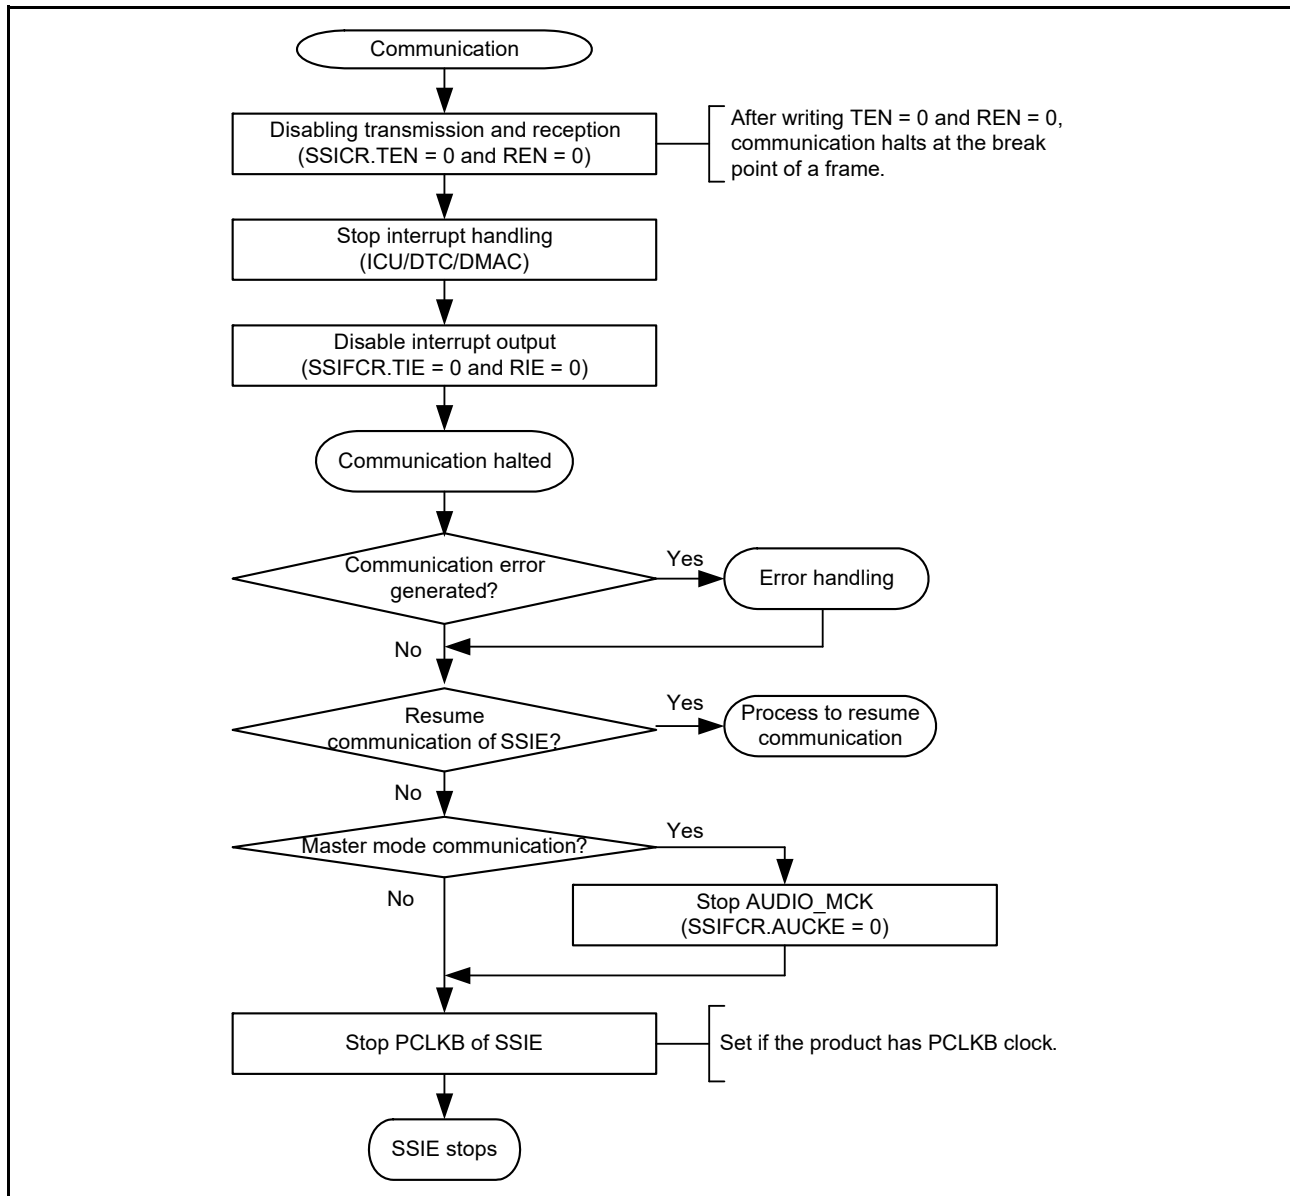 Communication
Disabling transmission and reception
(SSICR.TEN = 0 and REN = 0)
After writing TEN = 0 and REN = 0,
communication halts at the break
point of a frame.
Stop interrupt handling
(ICU/DTC/DMAC)
Disable interrupt output
(SSIFCR.TIE = 0 and RIE = 0)
Communication halted
Communication error
generated?
Yes
Error handling
No
Resume
communication of SSIE?
Yes
Process to resume
communication
No
Master mode communication?
Yes
No
Stop AUDIO_MCK
(SSIFCR.AUCKE = 0)
Stop PCLKB of SSIE
Set if the product has PCLKB clock.
SSIE stops